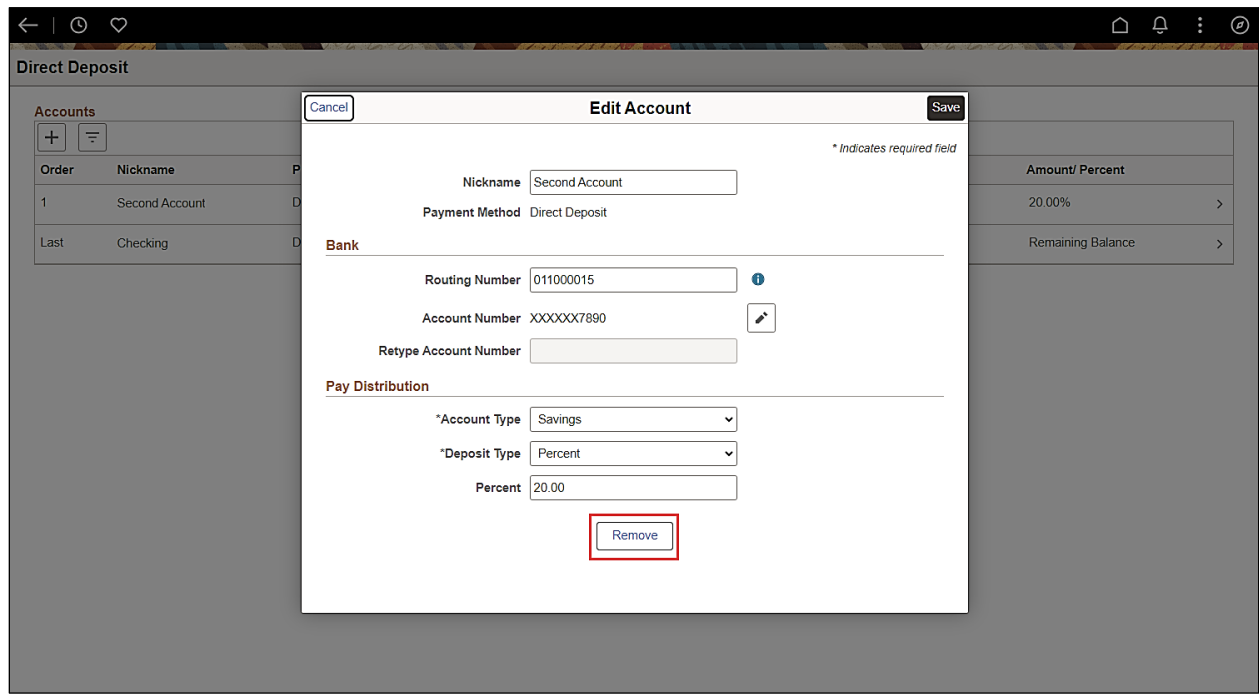 Direct Deposit
Accounts
Order Nickname P Amount/ Percent
1 Second Account D 20.00%
Last Checking D Remaining Balance
Cancel Edit Account Save
* Indicates required field
Nickname Second Account
Payment Method Direct Deposit
Bank
Routing Number 011000015
Account Number XXXXXX7890
Retype Account Number
Pay Distribution
*Account Type Savings
*Deposit Type Percent
Percent 20.00
Remove